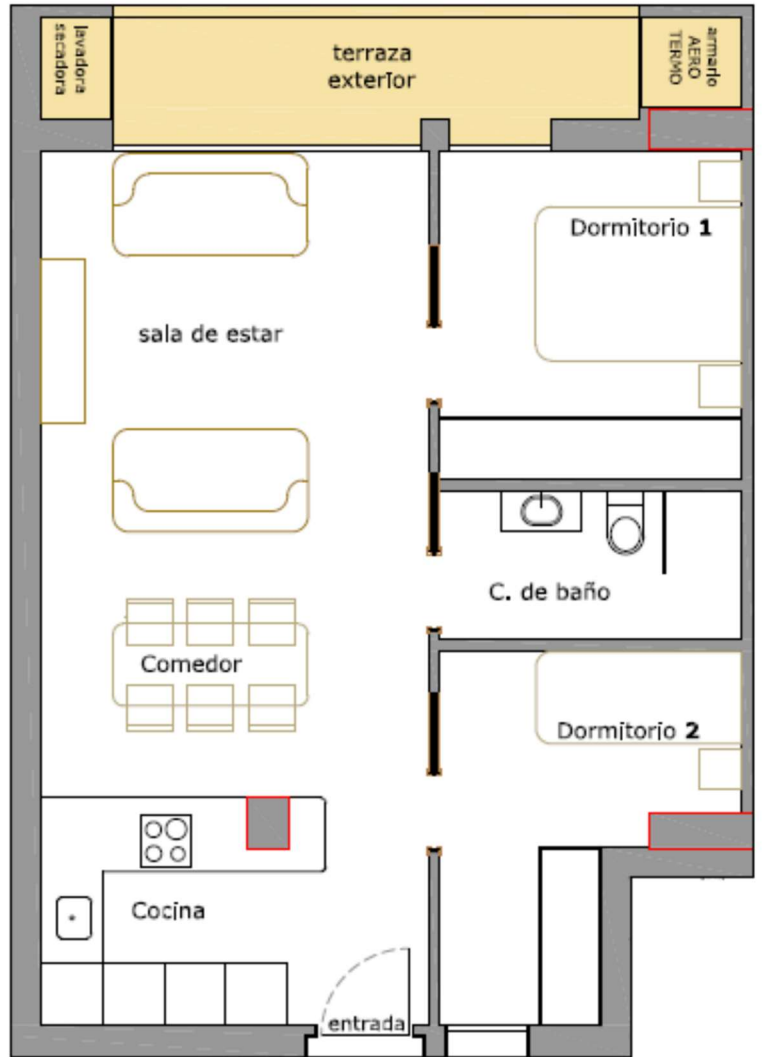 lavadora
secadora
terraza
exterior
armario
AERO
TERMO
Dormitorio 1
sala de estar
C. de baño
Comedor
Dormitorio 2
Cocina
entrada